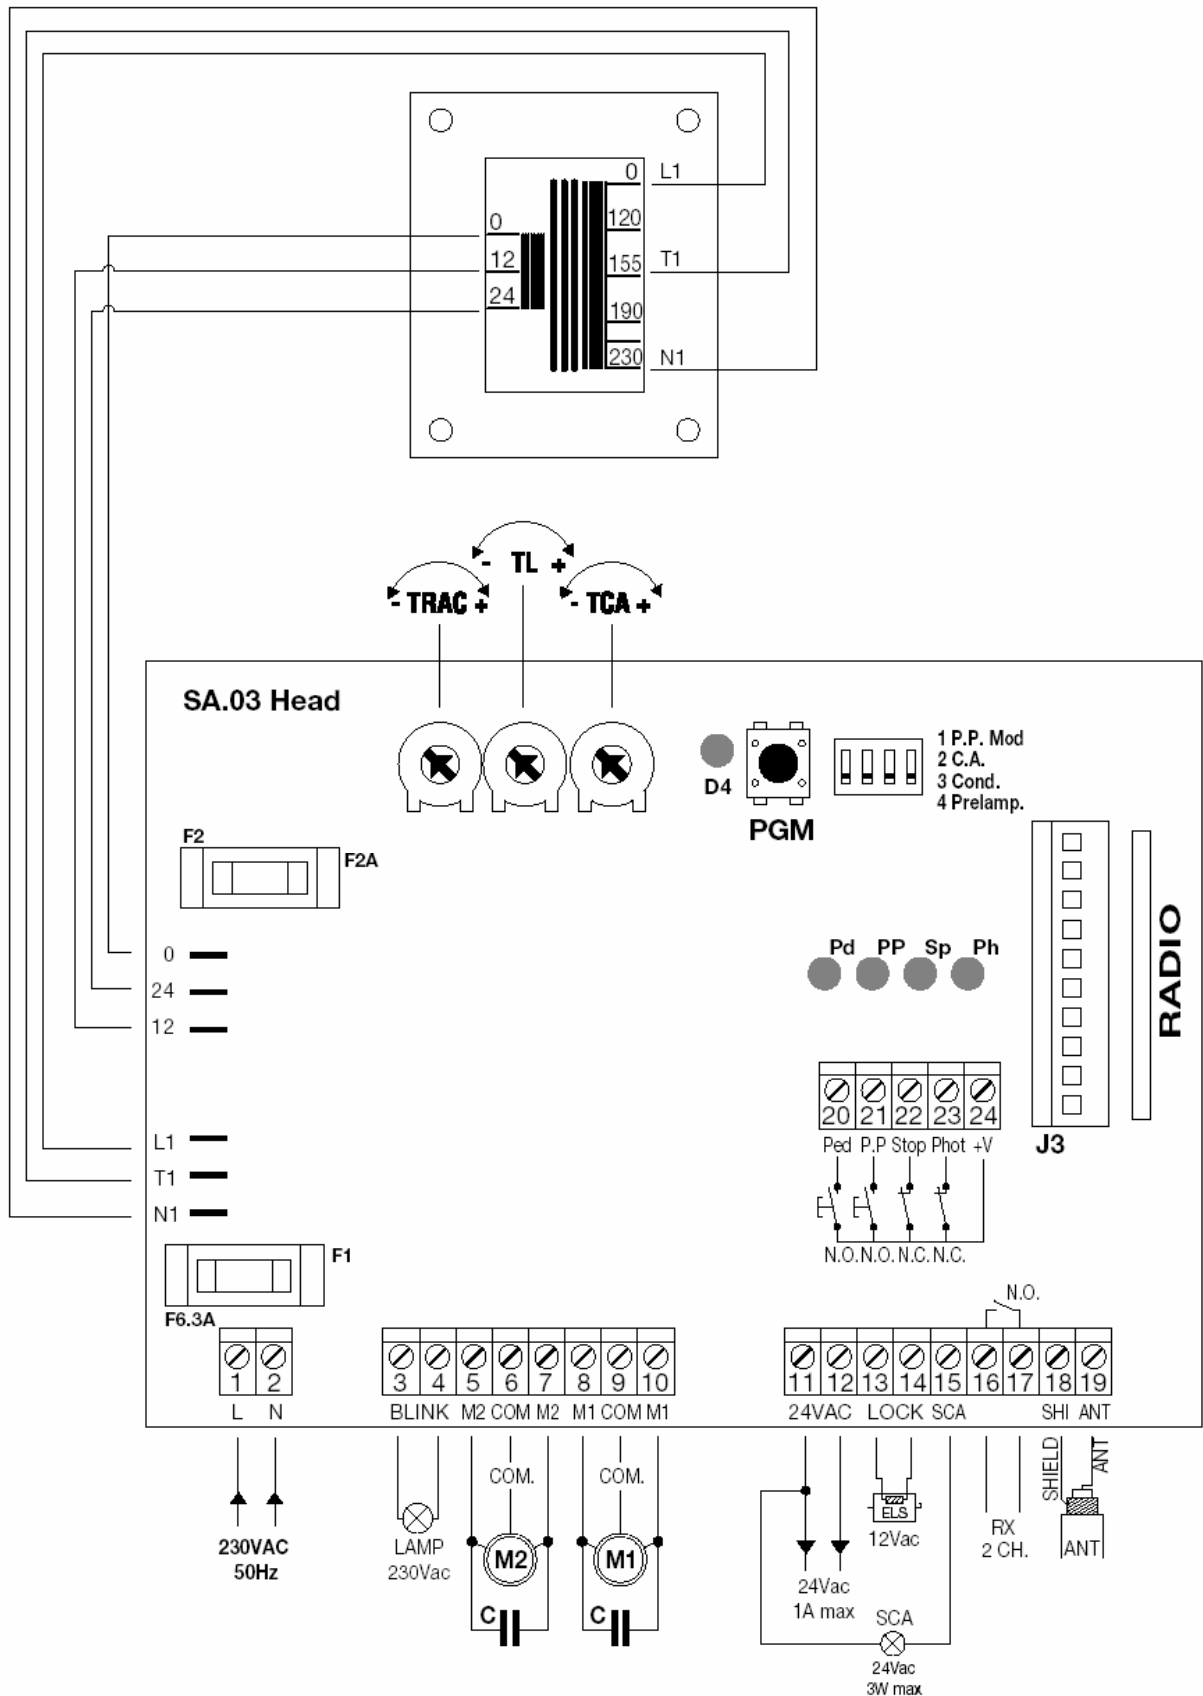 0 L1
0 120
12 155 T1
24 190
230 N1
- TL +
- TRAC + - TCA +
SA.03 Head
1 P.P. Mod
2 C.A.
3 Cond.
4 Prelamp.
D4
PGM
F2
F2A
Pd PP Sp Ph
RADIO
0
24
12
20 21 22 23 24
Ped P.P Stop Phot +V
J3
L1
T1
N1
N.O. N.O. N.C. N.C.
F1
F6.3A
N.O.
1 2 3 4 5 6 7 8 9 10 11 12 13 14 15 16 17 18 19
L N BLINK M2 COM M2 M1 COM M1 24VAC LOCK SCA SHI ANT
COM. COM. SHIELD ANT
ELS
230VAC
50Hz
LAMP
230Vac
M2 M1
12Vac
RX
2 CH.
ANT
24Vac
1A max
C C
SCA
24Vac
3W max